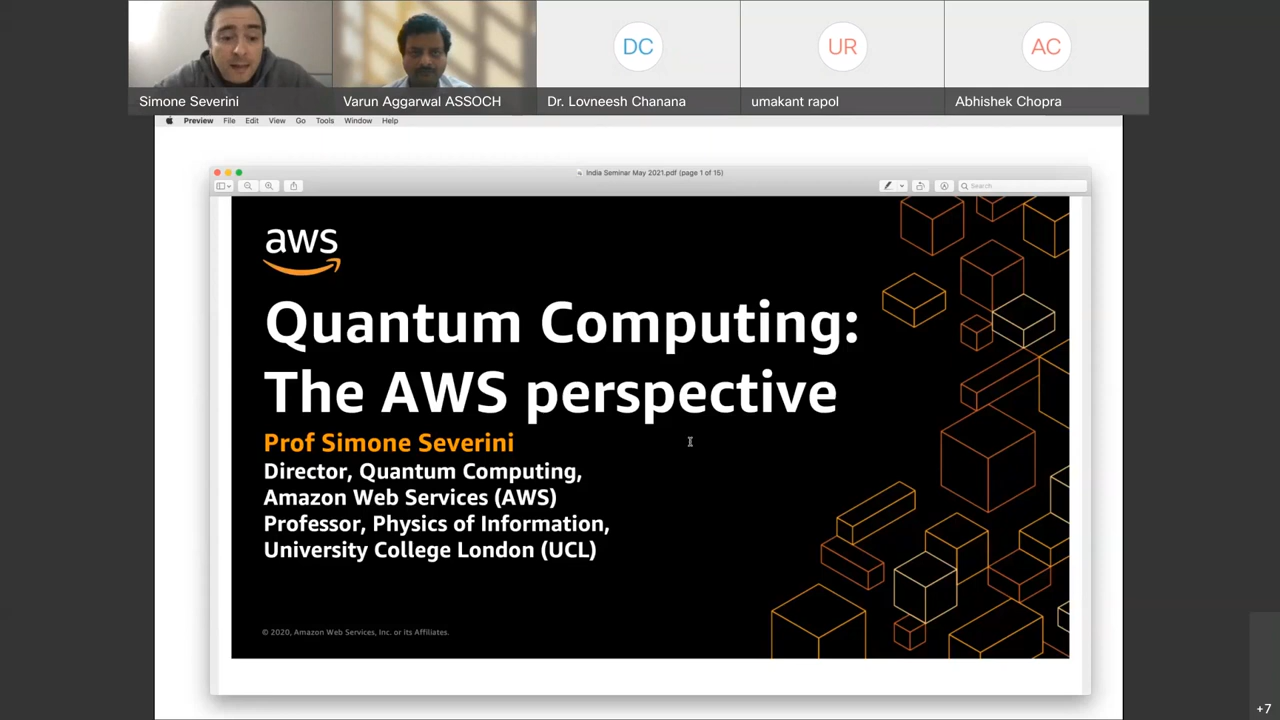 DC
UR
AC
Simone Severini
Varun Aggarwal ASSOCH
Dr. Lovneesh Chanana
umakant rapol
Abhishek Chopra
Preview File Edit View Go Tools Window Help
India Seminar May 2021.pdf (page 1 of 15)
Search
aws
Quantum Computing:
The AWS perspective
Prof Simone Severini
Director, Quantum Computing,
Amazon Web Services (AWS)
Professor, Physics of Information,
University College London (UCL)
© 2020, Amazon Web Services, Inc. or its Affiliates.
+7